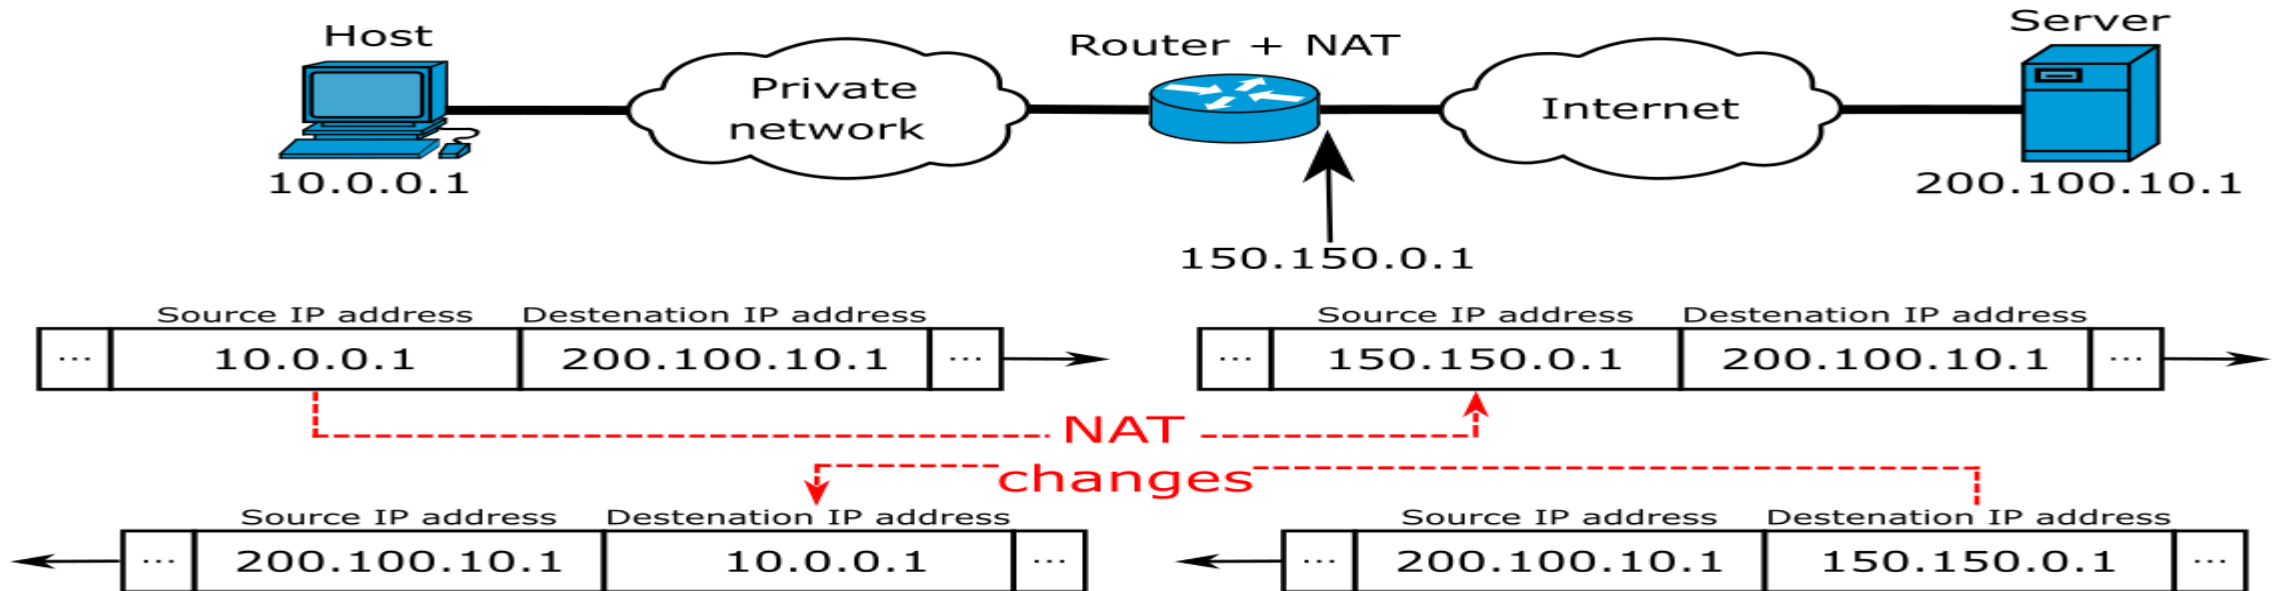 Host
Private
network
Router + NAT
Internet
Server
10.0.0.1
200.100.10.1
150.150.0.1
Source IP address Destenation IP address
... 10.0.0.1 200.100.10.1 ...
Source IP address Destenation IP address
... 150.150.0.1 200.100.10.1 ...
NAT
changes
Source IP address Destenation IP address
... 200.100.10.1 10.0.0.1 ...
Source IP address Destenation IP address
... 200.100.10.1 150.150.0.1 ...